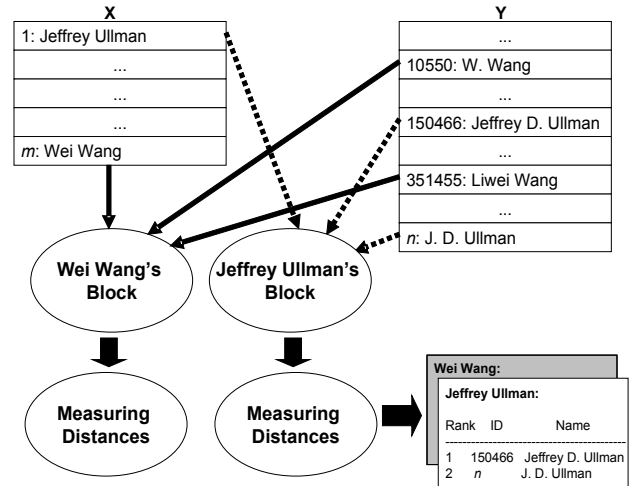 X
1: Jeffrey Ullman
...
...
...
m: Wei Wang
Y
...
10550: W. Wang
...
150466: Jeffrey D. Ullman
...
351455: Liwei Wang
...
n: J. D. Ullman
Wei Wang's
Block
Jeffrey Ullman's
Block
Measuring
Distances
Measuring
Distances
Wei Wang:
Jeffrey Ullman:
Rank ID Name
--------------------------------------------
1 150466 Jeffrey D. Ullman
2 n J. D. Ullman